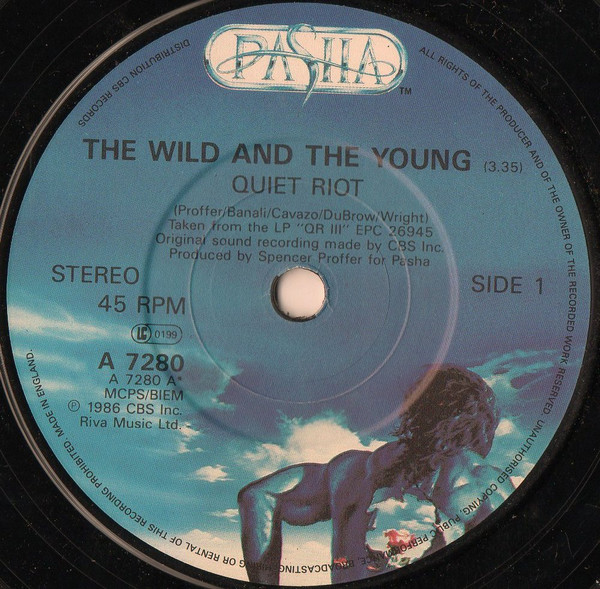 PASHA
TM
THE WILD AND THE YOUNG (3.35)
QUIET RIOT
(Proffer/Banali/Cavazo/DuBrow/Wright)
Taken from the LP "QR III" EPC 26945
Original sound recording made by CBS Inc.
Produced by Spencer Proffer for Pasha
STEREO
45 RPM
SIDE 1
LC 0199
A 7280
A 7280 A
MCPS/BIEM
℗ 1986 CBS Inc.
Riva Music Ltd.
DISTRIBUTION CBS RECORDS
ALL RIGHTS OF THE PRODUCER AND OF THE OWNER OF THE RECORDED WORK RESERVED UNAUTHORISED COPYING, PUBLIC PERFORMANCE, BROADCASTING, HIRING OR RENTAL OF THIS RECORDING PROHIBITED. MADE IN ENGLAND.